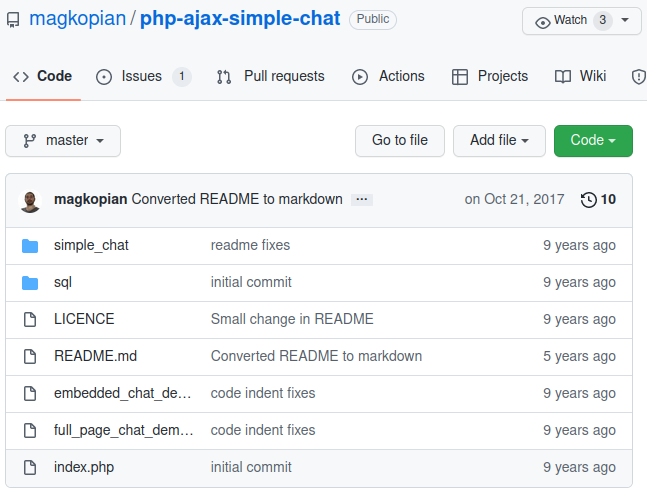 magkopian / php-ajax-simple-chat Public Watch 3
Code Issues 1 Pull requests Actions Projects Wiki
master Go to file Add file Code
magkopian Converted README to markdown ... on Oct 21, 2017 10
simple_chat readme fixes 9 years ago
sql initial commit 9 years ago
LICENCE Small change in README 9 years ago
README.md Converted README to markdown 5 years ago
embedded_chat_de... code indent fixes 9 years ago
full_page_chat_dem... code indent fixes 9 years ago
index.php initial commit 9 years ago